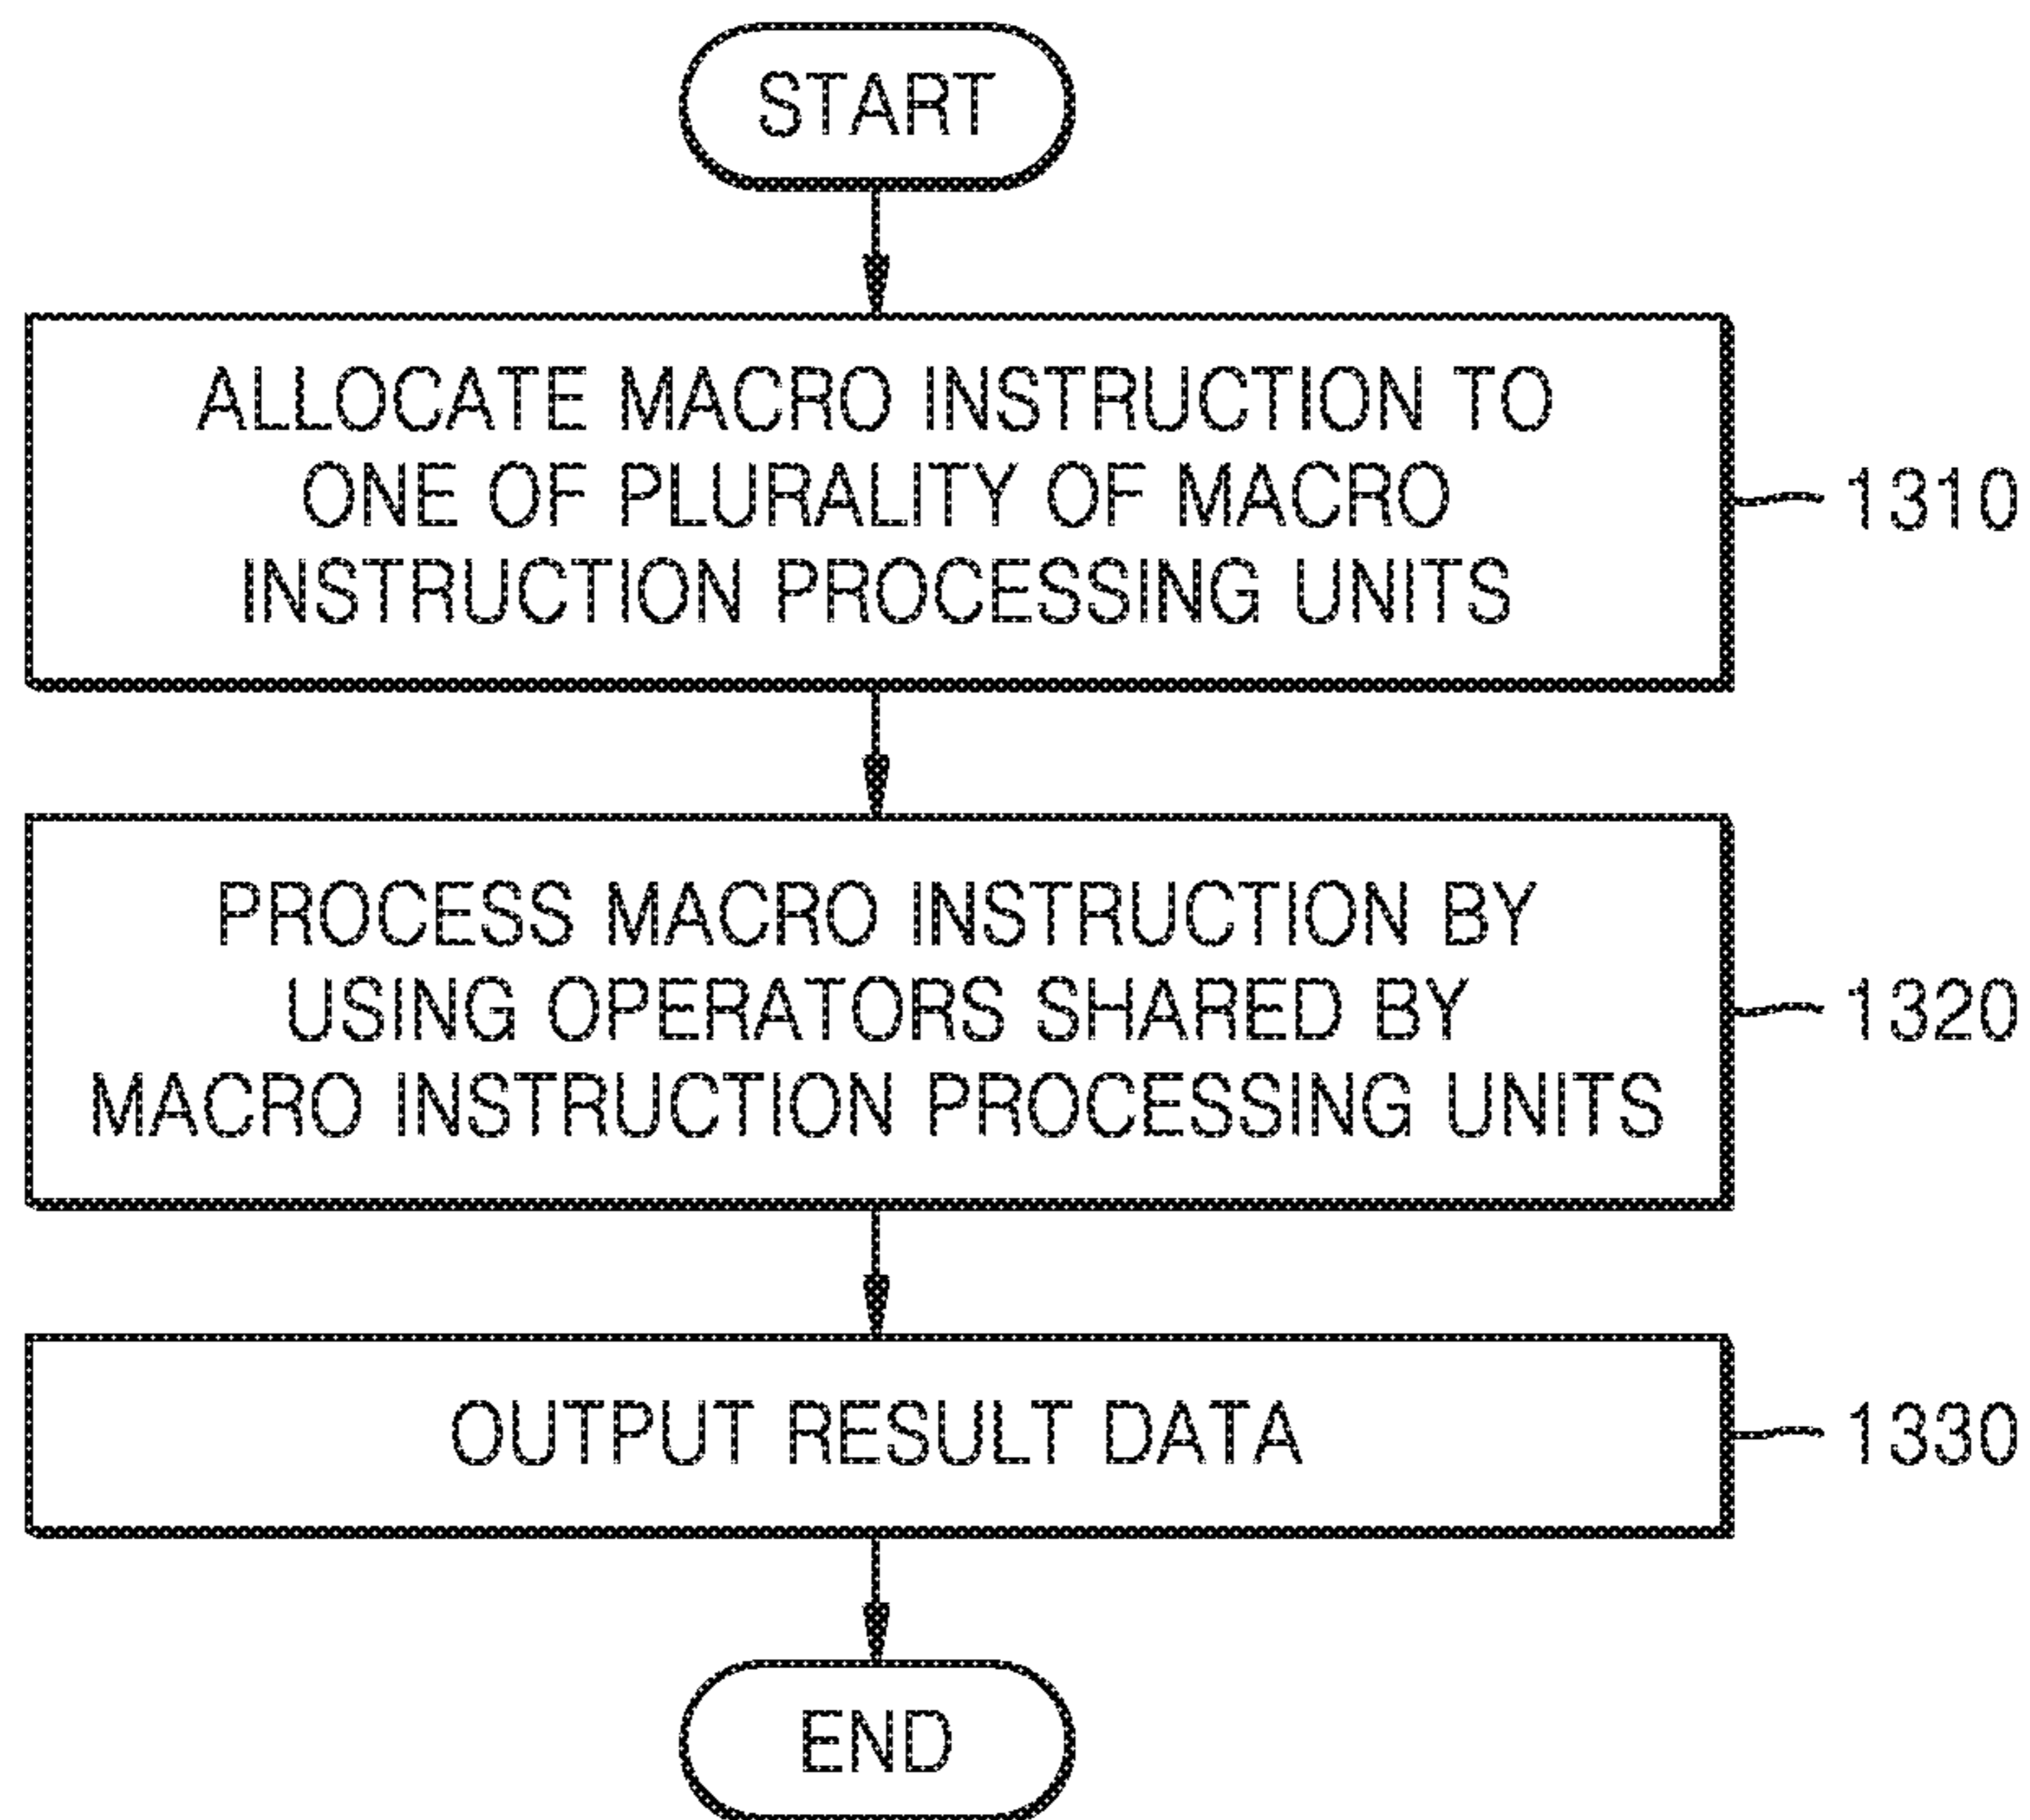 START
ALLOCATE MACRO INSTRUCTION TO
ONE OF PLURALITY OF MACRO
INSTRUCTION PROCESSING UNITS
1310
PROCESS MACRO INSTRUCTION BY
USING OPERATORS SHARED BY
MACRO INSTRUCTION PROCESSING UNITS
1320
OUTPUT RESULT DATA
1330
END